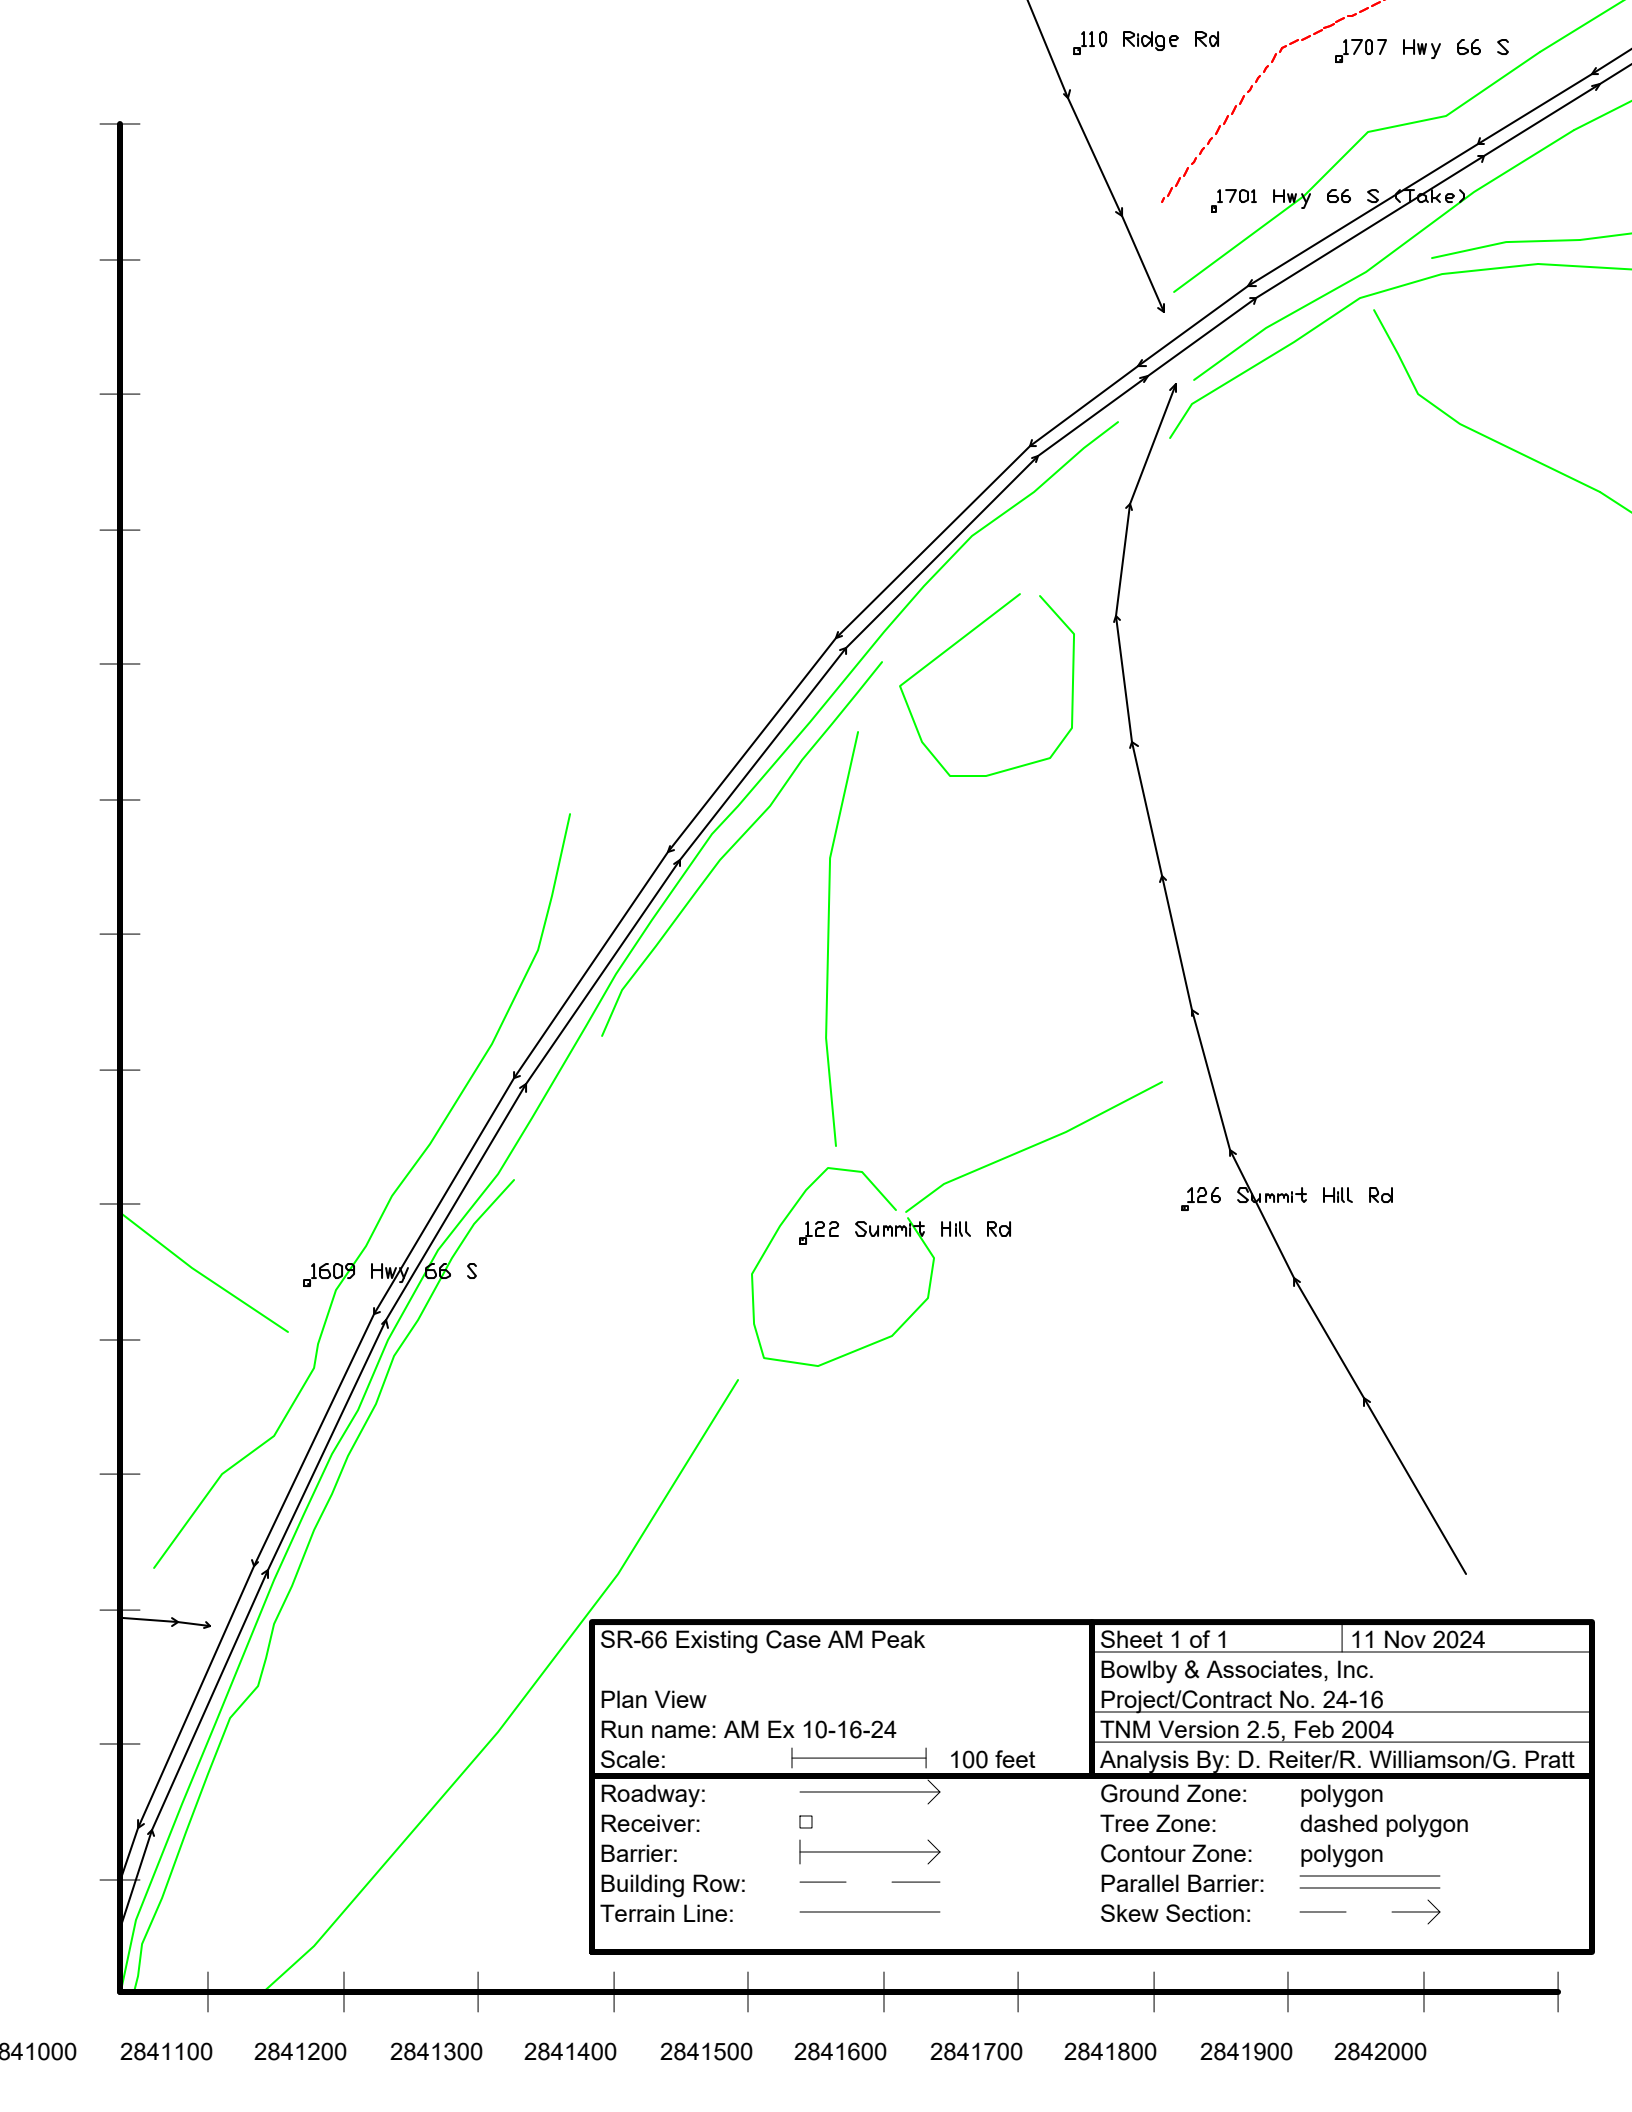 110 Ridge Rd
1707 Hwy 66 S
1701 Hwy 66 S (Take)
126 Summit Hill Rd
122 Summit Hill Rd
1609 Hwy 66 S
SR-66 Existing Case AM Peak
Plan View
Run name: AM Ex 10-16-24
Scale: 100 feet
Sheet 1 of 1 11 Nov 2024
Bowlby & Associates, Inc.
Project/Contract No. 24-16
TNM Version 2.5, Feb 2004
Analysis By: D. Reiter/R. Williamson/G. Pratt
Roadway:
Receiver:
Barrier:
Building Row:
Terrain Line:
Ground Zone: polygon
Tree Zone: dashed polygon
Contour Zone: polygon
Parallel Barrier:
Skew Section:
841000 2841100 2841200 2841300 2841400 2841500 2841600 2841700 2841800 2841900 2842000